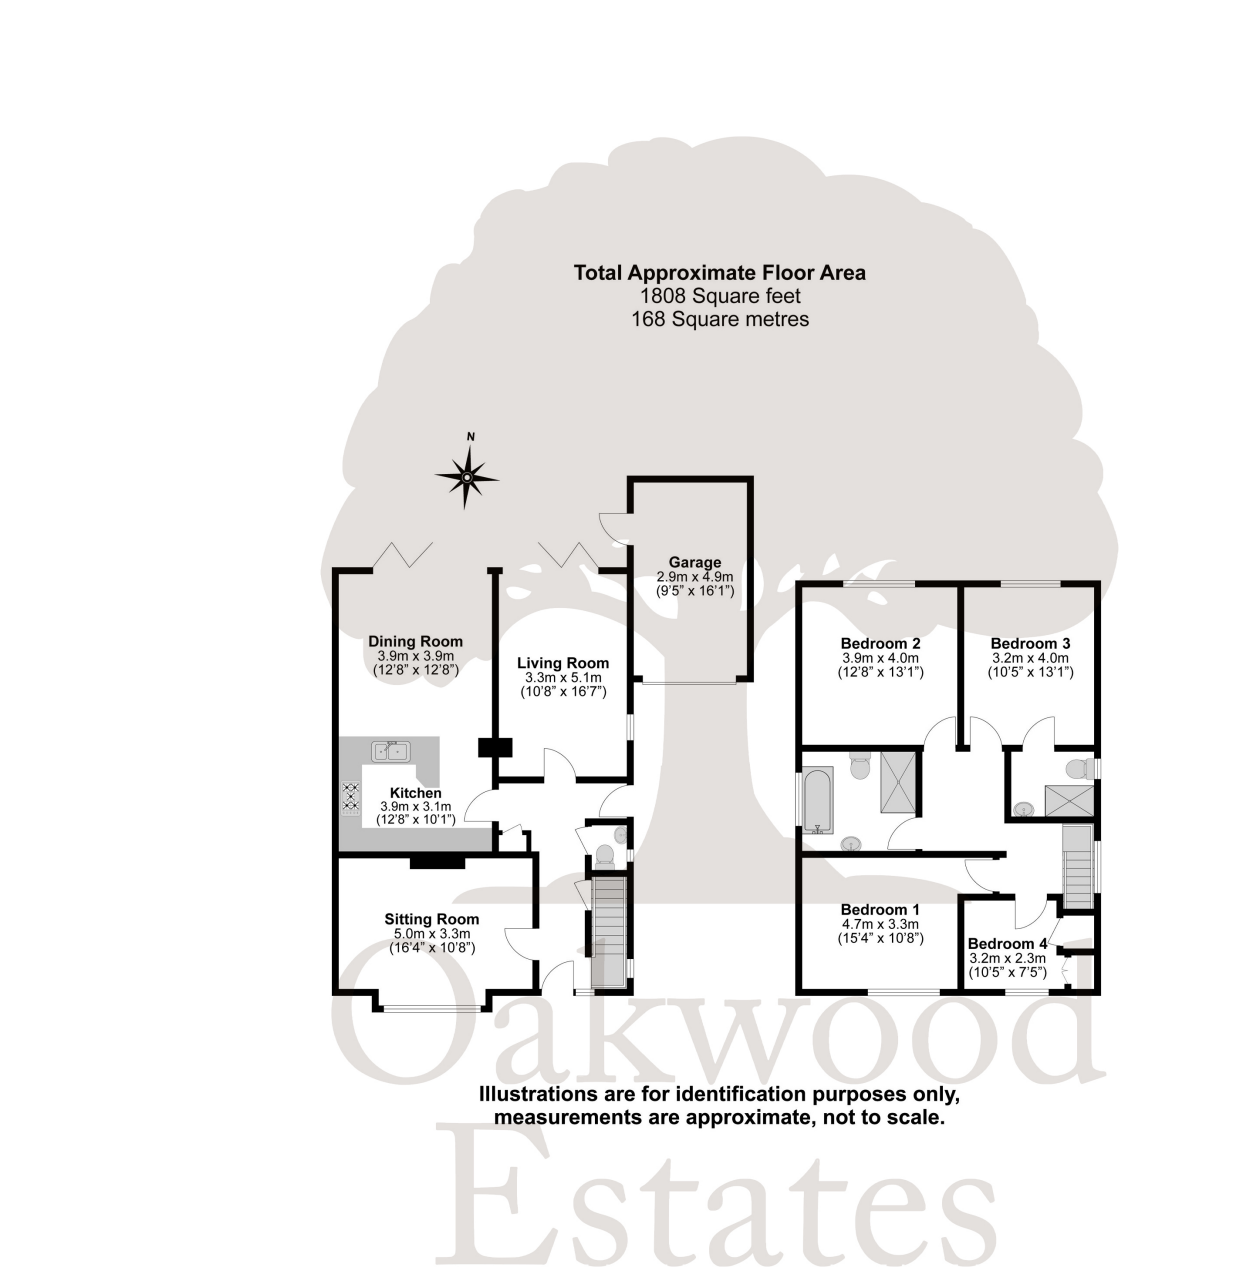 Total Approximate Floor Area
1808 Square feet
168 Square metres
N
Garage
2.9m x 4.9m
(9'5” x 16'1”)
Dining Room
3.9m x 3.9m
(12'8” x 12'8”)
Living Room
3.3m x 5.1m
(10'8” x 16'7”)
Kitchen
3.9m x 3.1m
(12'8” x 10'1”)
Sitting Room
5.0m x 3.3m
(16'4” x 10'8”)
Bedroom 2
3.9m x 4.0m
(12'8” x 13'1”)
Bedroom 3
3.2m x 4.0m
(10'5” x 13'1”)
Bedroom 1
4.7m x 3.3m
(15'4” x 10'8”)
Bedroom 4
3.2m x 2.3m
(10'5” x 7'5”)
Oakwood
Illustrations are for identification purposes only,
measurements are approximate, not to scale.
Estates